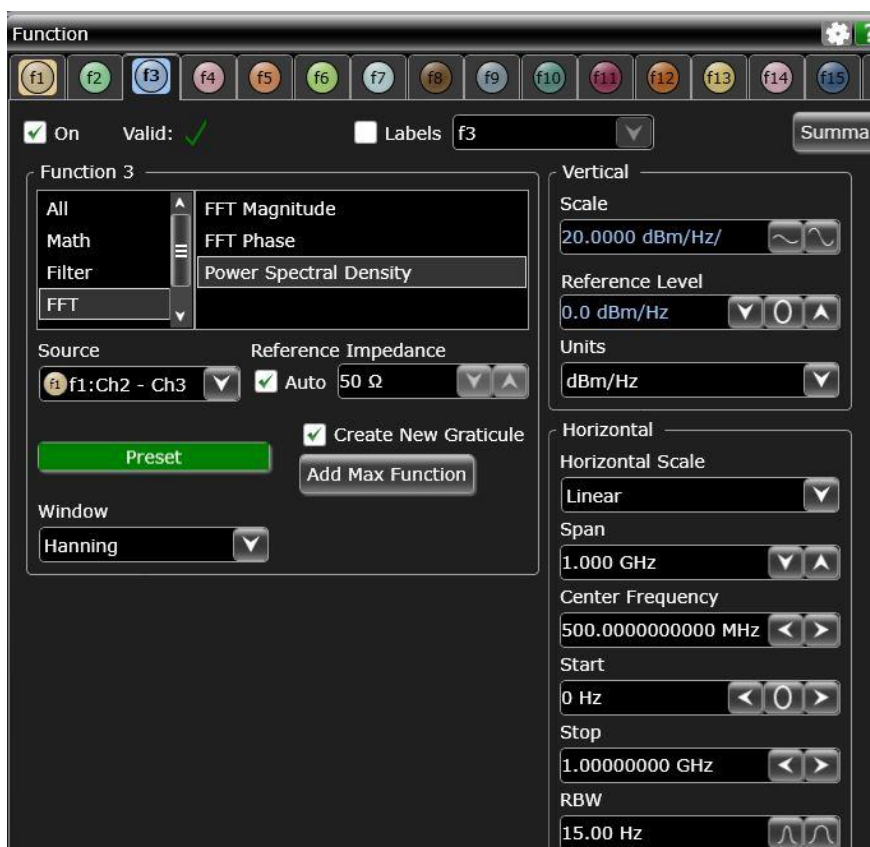 Function
f1 f2 f3 f4 f5 f6 f7 f8 f9 f10 f11 f12 f13 f14 f15
On Valid: Labels f3 Summa
Function 3
All
Math
Filter
FFT
FFT Magnitude
FFT Phase
Power Spectral Density
Source
f1 f1:Ch2 - Ch3
Reference Impedance
Auto 50 Ω
Create New Graticule
Preset
Add Max Function
Window
Hanning
Vertical
Scale
20.0000 dBm/Hz/
Reference Level
0.0 dBm/Hz 0
Units
dBm/Hz
Horizontal
Horizontal Scale
Linear
Span
1.000 GHz
Center Frequency
500.0000000000 MHz
Start
0 Hz 0
Stop
1.00000000 GHz
RBW
15.00 Hz